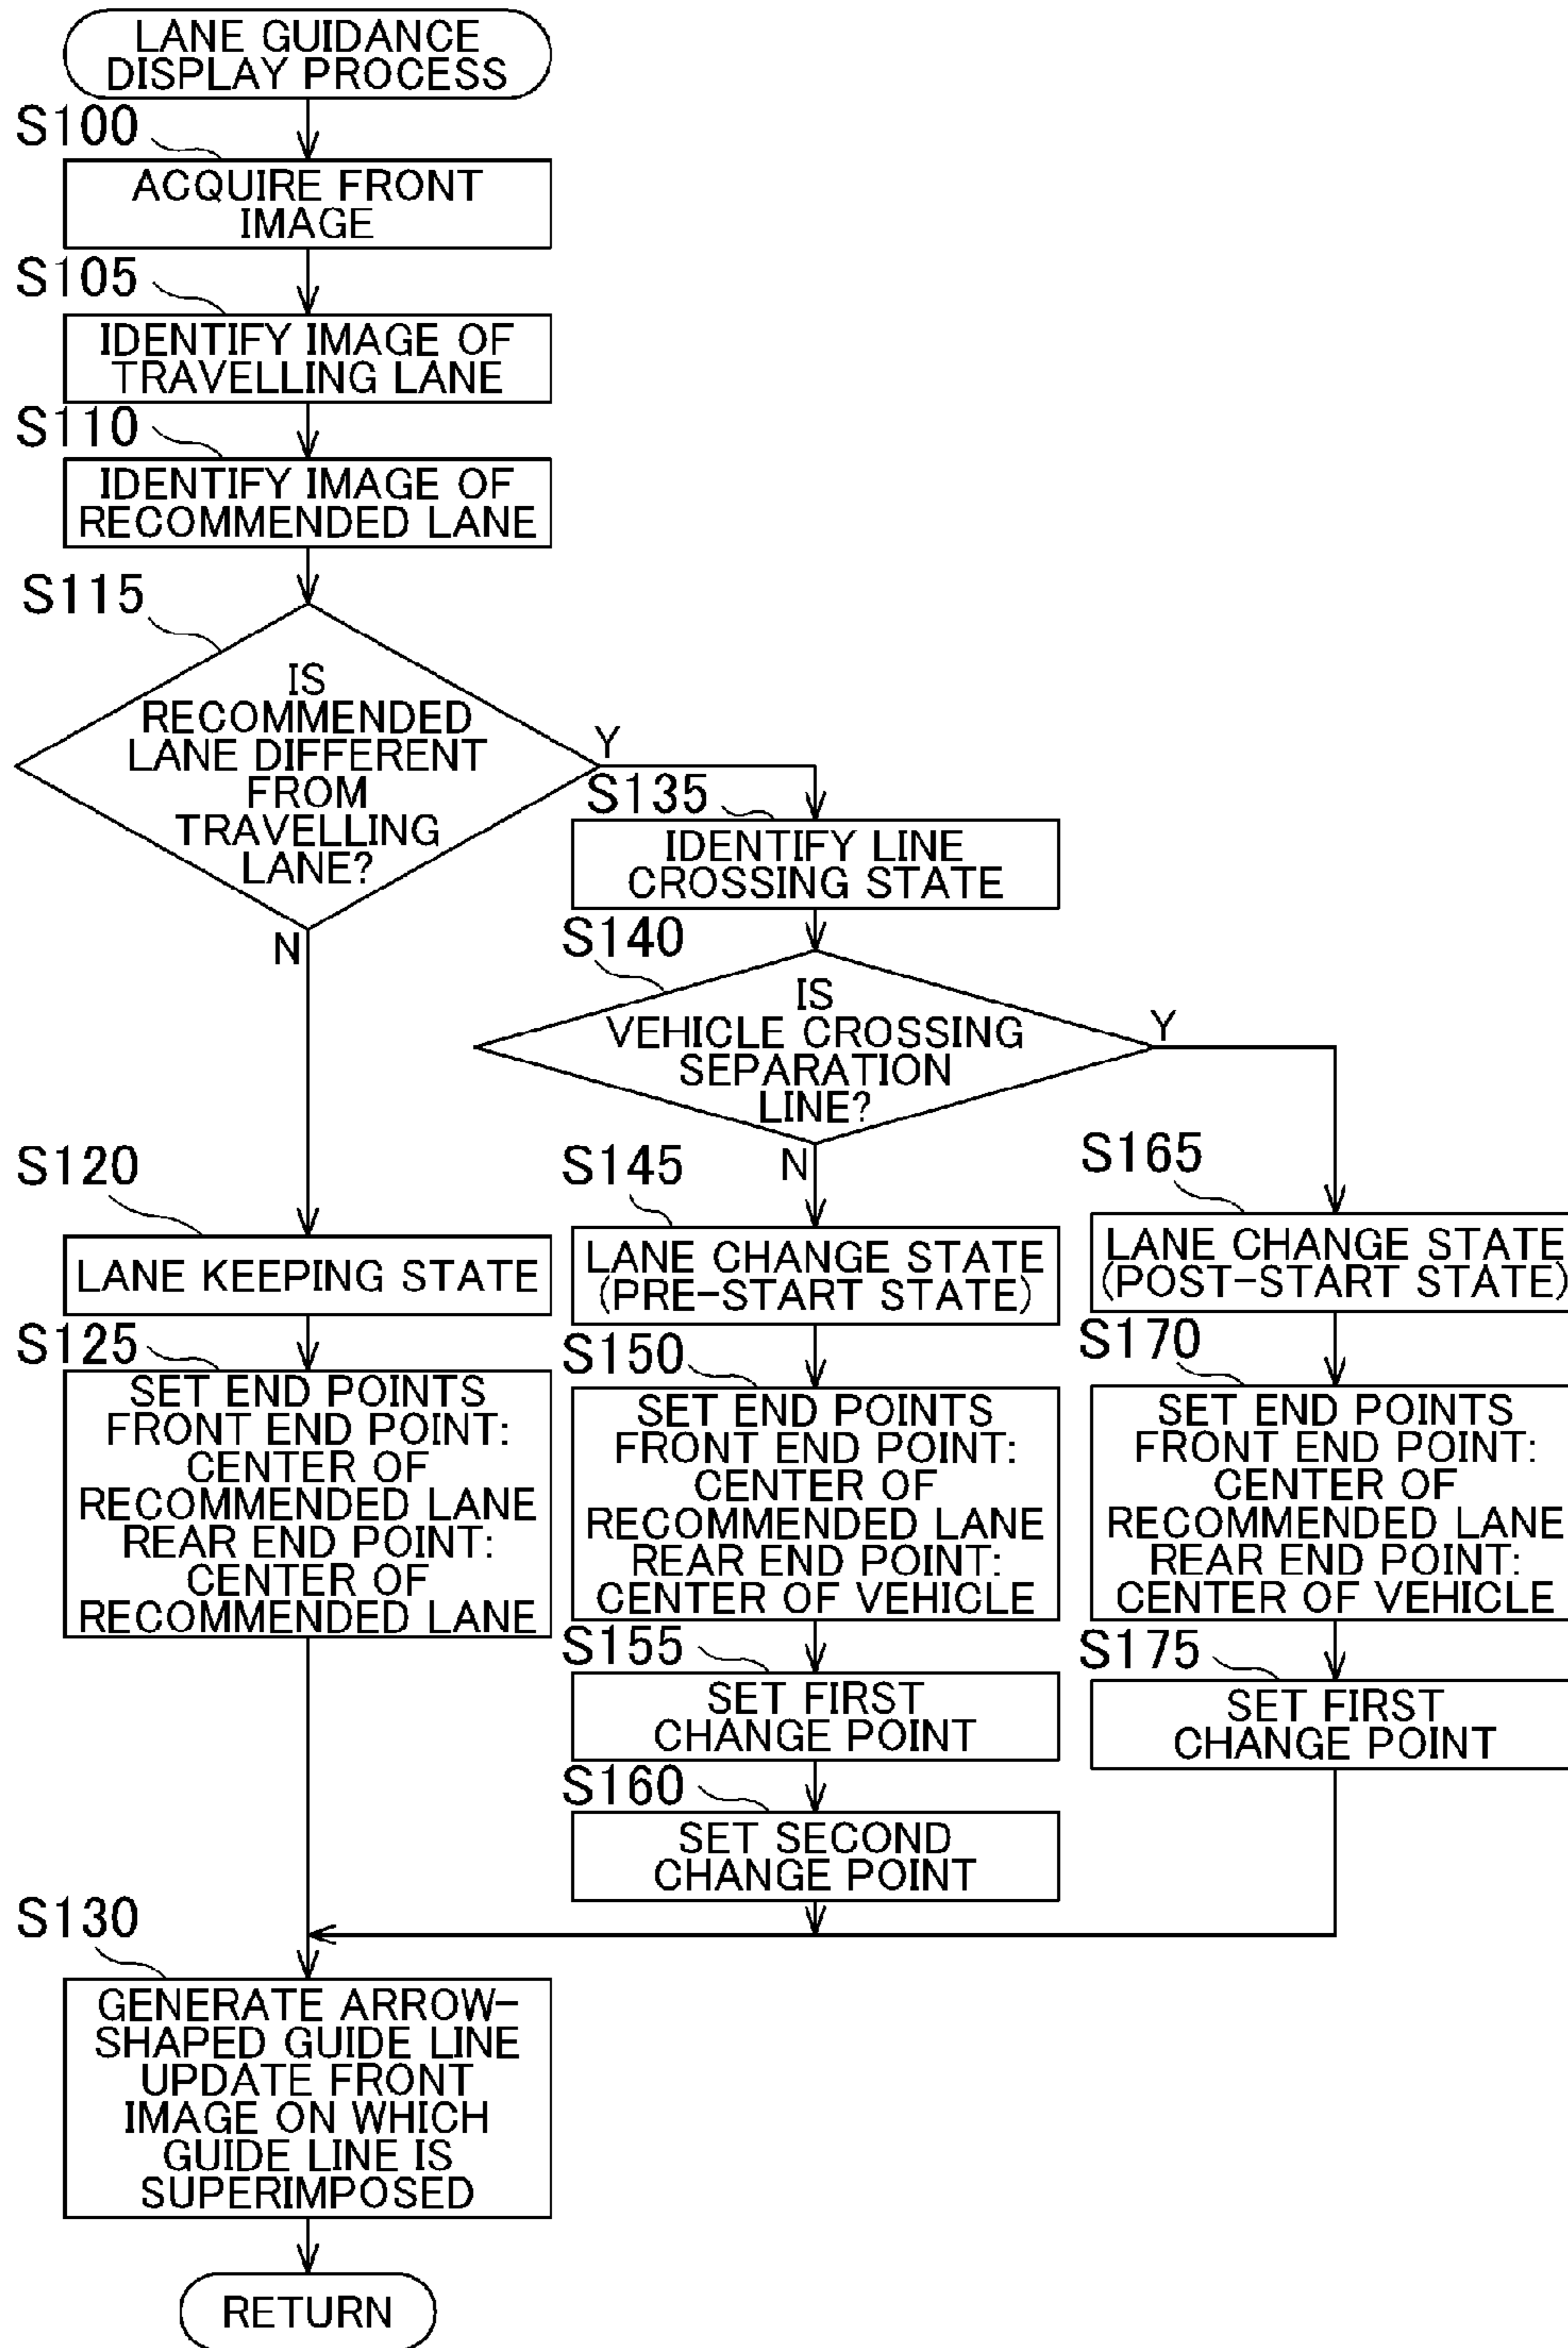 LANE GUIDANCE
DISPLAY PROCESS
S100
ACQUIRE FRONT
IMAGE
S105
IDENTIFY IMAGE OF
TRAVELLING LANE
S110
IDENTIFY IMAGE OF
RECOMMENDED LANE
S115
IS
RECOMMENDED
LANE DIFFERENT
FROM
TRAVELLING
LANE?
Y
N
S135
IDENTIFY LINE
CROSSING STATE
S140
IS
VEHICLE CROSSING
SEPARATION
LINE?
Y
N
S120
LANE KEEPING STATE
S125
SET END POINTS
FRONT END POINT:
CENTER OF
RECOMMENDED LANE
REAR END POINT:
CENTER OF
RECOMMENDED LANE
S145
LANE CHANGE STATE
(PRE-START STATE)
S150
SET END POINTS
FRONT END POINT:
CENTER OF
RECOMMENDED LANE
REAR END POINT:
CENTER OF VEHICLE
S155
SET FIRST
CHANGE POINT
S160
SET SECOND
CHANGE POINT
S165
LANE CHANGE STATE
(POST-START STATE)
S170
SET END POINTS
FRONT END POINT:
CENTER OF
RECOMMENDED LANE
REAR END POINT:
CENTER OF VEHICLE
S175
SET FIRST
CHANGE POINT
S130
GENERATE ARROW-
SHAPED GUIDE LINE
UPDATE FRONT
IMAGE ON WHICH
GUIDE LINE IS
SUPERIMPOSED
RETURN